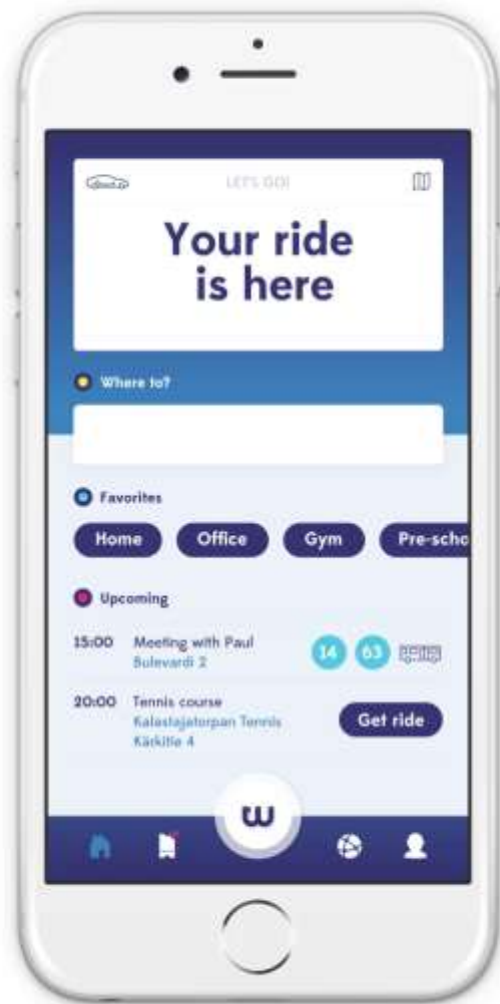 LET'S GO!
Your ride
is here
Where to?
Favorites
Home Office Gym Pre-scho
Upcoming
15:00 Meeting with Paul 14 63
Bulevardi 2
20:00 Tennis course
Kalastajatorpan Tennis Get ride
Kärkitie 4
w